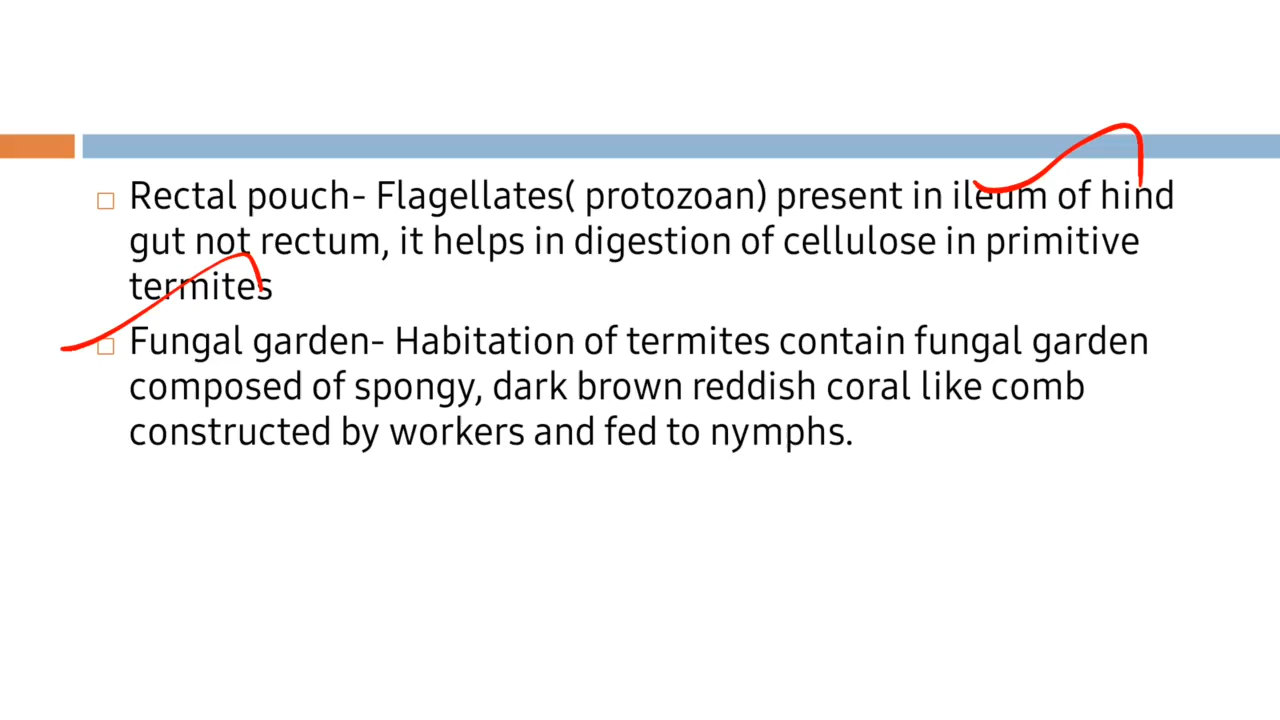 Rectal pouch- Flagellates( protozoan) present in ileum of hind
gut not rectum, it helps in digestion of cellulose in primitive
termites
Fungal garden- Habitation of termites contain fungal garden
composed of spongy, dark brown reddish coral like comb
constructed by workers and fed to nymphs.